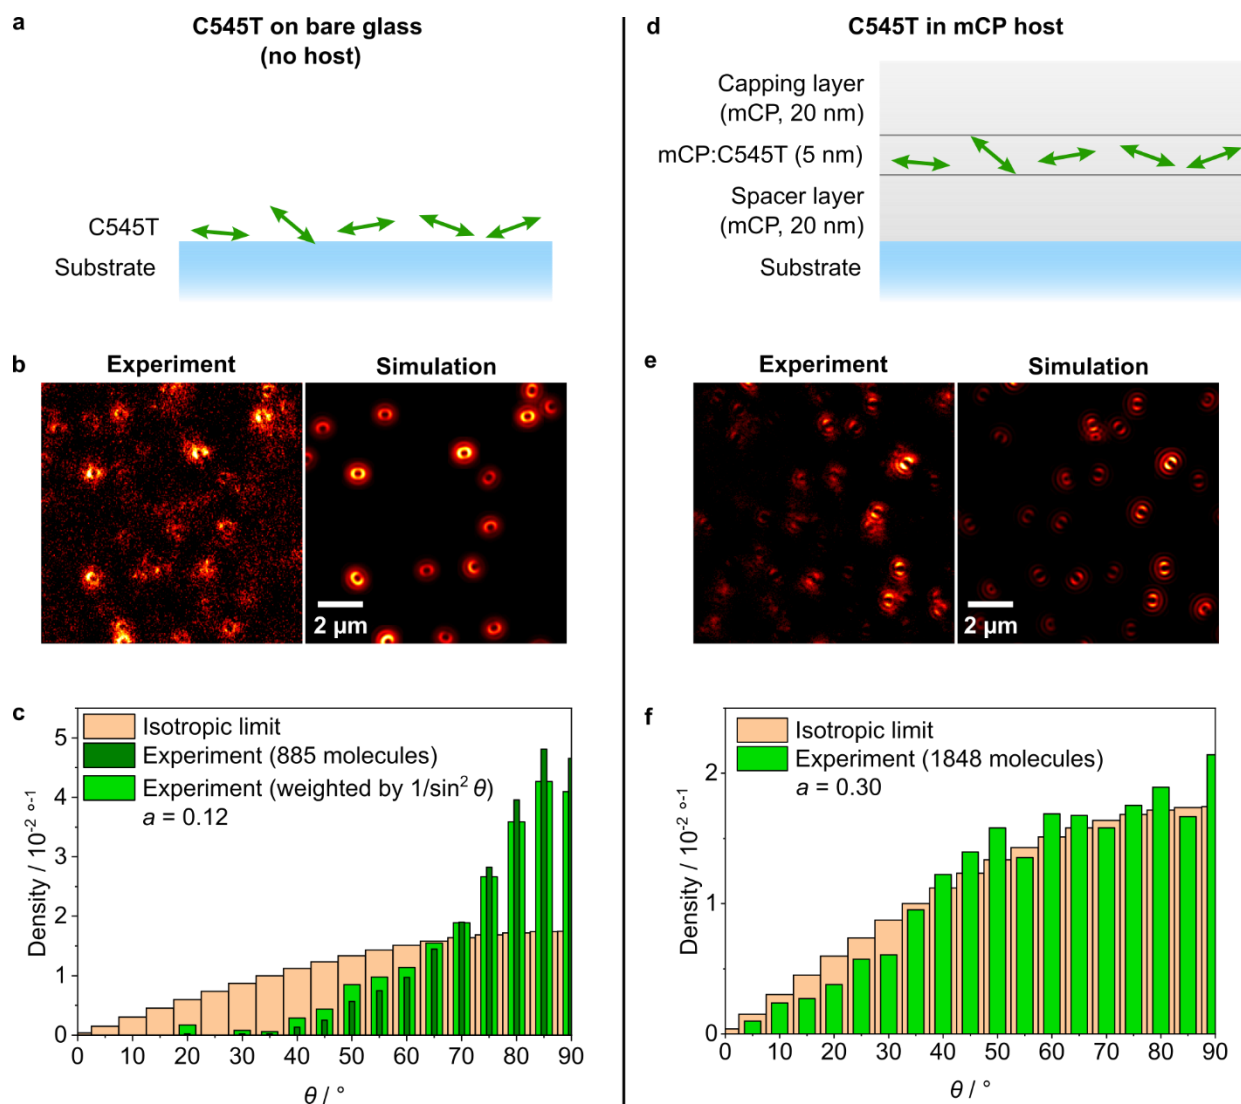 a
C545T on bare glass
(no host)
C545T
Substrate
b
Experiment
Simulation
2 µm
c
Isotropic limit
Experiment (885 molecules)
Experiment (weighted by 1/sin² θ)
a = 0.12
Density / 10⁻² °⁻¹
5
4
3
2
1
0
0 10 20 30 40 50 60 70 80 90
θ / °
d
C545T in mCP host
Capping layer
(mCP, 20 nm)
mCP:C545T (5 nm)
Spacer layer
(mCP, 20 nm)
Substrate
e
Experiment
Simulation
2 µm
f
Isotropic limit
Experiment (1848 molecules)
a = 0.30
Density / 10⁻² °⁻¹
2
1
0
0 10 20 30 40 50 60 70 80 90
θ / °